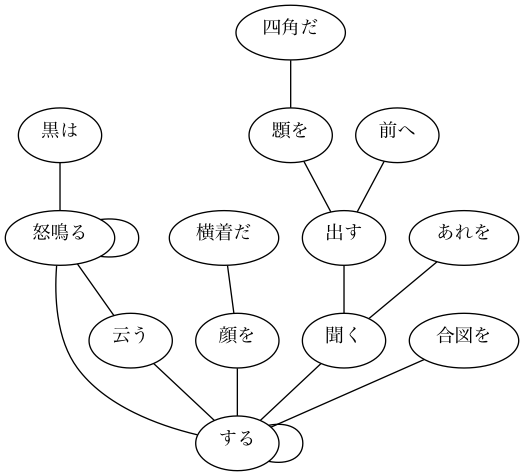 四角だ
黒は
顋を
前へ
怒鳴る
横着だ
出す
あれを
云う
顔を
聞く
合図を
する